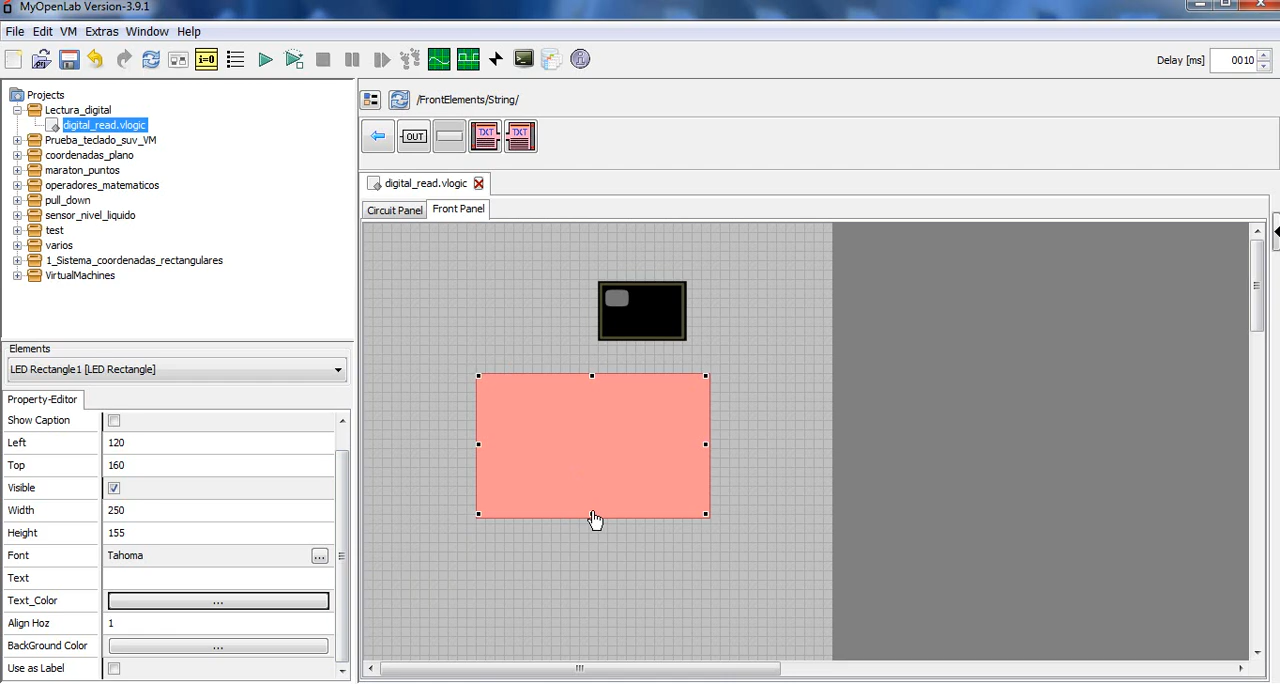 MyOpenLab Version-3.9.1
File Edit VM Extras Window Help
i=0
Delay [ms] 0010
Projects
Lectura_digital
digital_read.vlogic
Prueba_teclado_suv_VM
coordenadas_plano
maraton_puntos
operadores_matematicos
pull_down
sensor_nivel_liquido
test
varios
1_Sistema_coordenadas_rectangulares
VirtualMachines
/FrontElements/String/
OUT TXT TXT
digital_read.vlogic
Circuit Panel Front Panel
Elements
LED Rectangle1 [LED Rectangle]
Property-Editor
Show Caption
Left 120
Top 160
Visible
Width 250
Height 155
Font Tahoma ...
Text
Text_Color ...
Align Hoz 1
BackGround Color ...
Use as Label